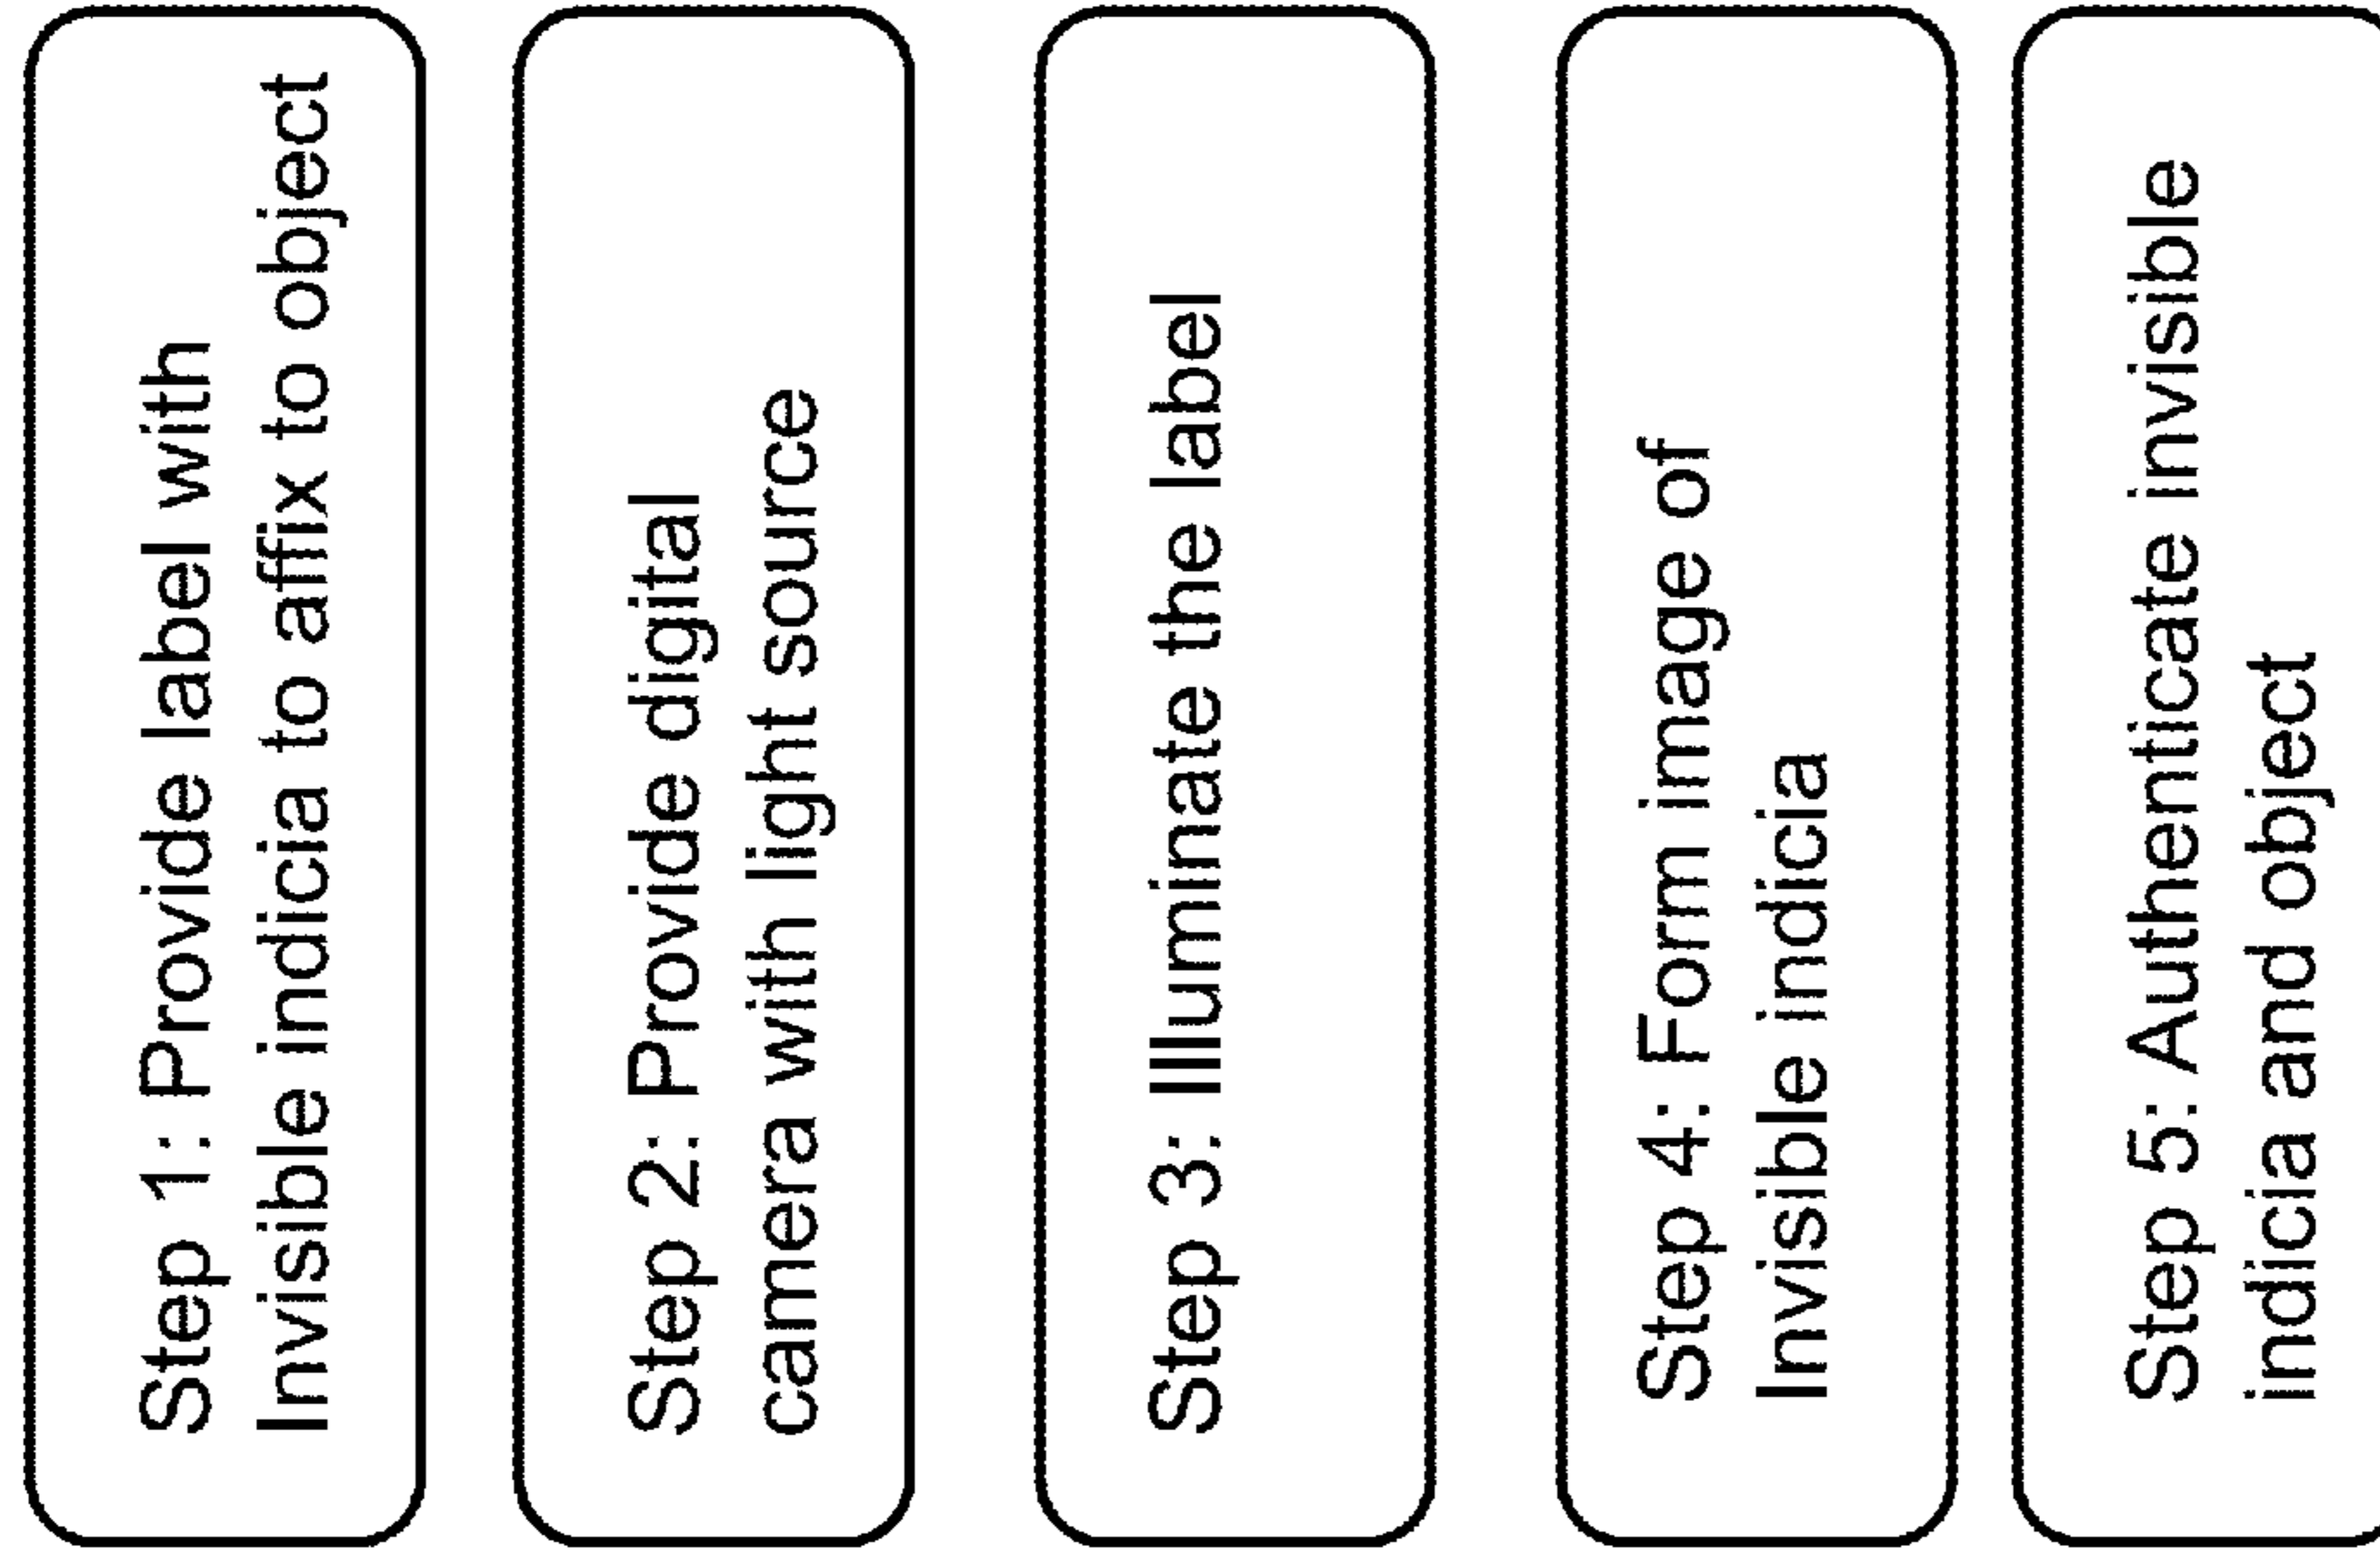 Step 1: Provide label with
Invisible indicia to affix to object
Step 2: Provide digital
camera with light source
Step 3: Illuminate the label
Step 4: Form image of
Invisible indicia
Step 5: Authenticate invisible
indicia and object